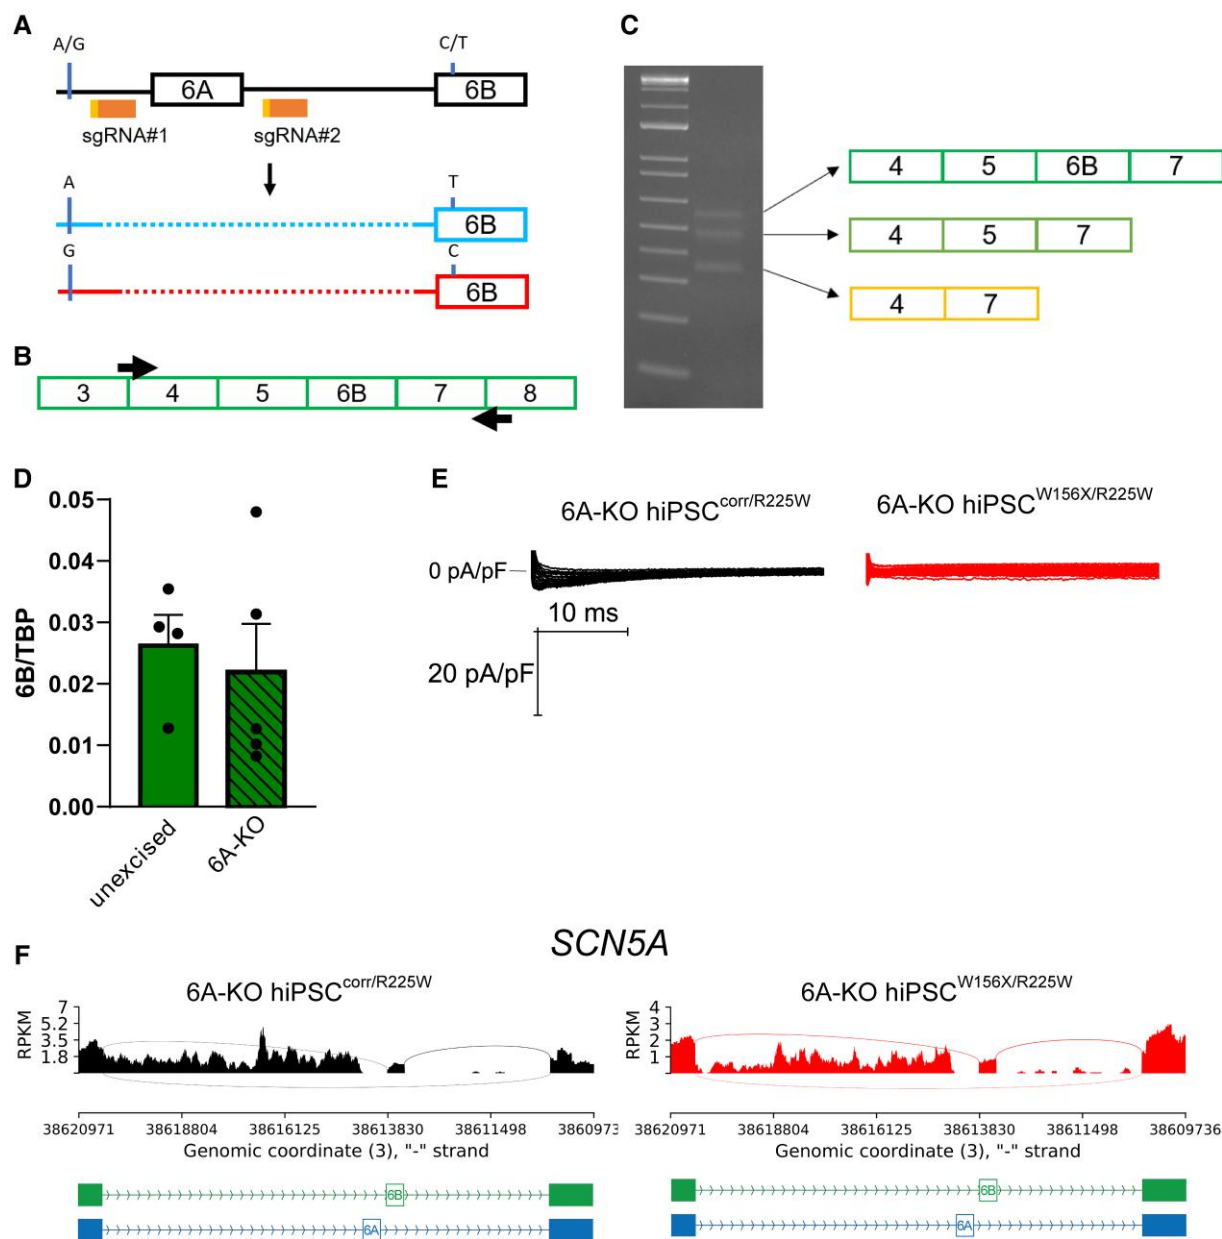 A
A/G
C/T
6A
6B
sgRNA#1
sgRNA#2
A
T
6B
G
C
6B
B
3 4 5 6B 7 8
C
4 5 6B 7
4 5 7
4 7
D
0.05
0.04
0.03
0.02
0.01
0.00
6B/TBP
unexcised
6A-KO
E
6A-KO hiPSC^corr/R225W
6A-KO hiPSC^W156X/R225W
0 pA/pF
10 ms
20 pA/pF
F
SCN5A
6A-KO hiPSC^corr/R225W
RPKM
7
5.2
3.5
1.8
38620971 38618804 38616125 38613830 38611498 3860973
Genomic coordinate (3), "-" strand
6B
6A
6A-KO hiPSC^W156X/R225W
RPKM
4
3
2
1
38620971 38618804 38616125 38613830 38611498 38609736
Genomic coordinate (3), "-" strand
6B
6A